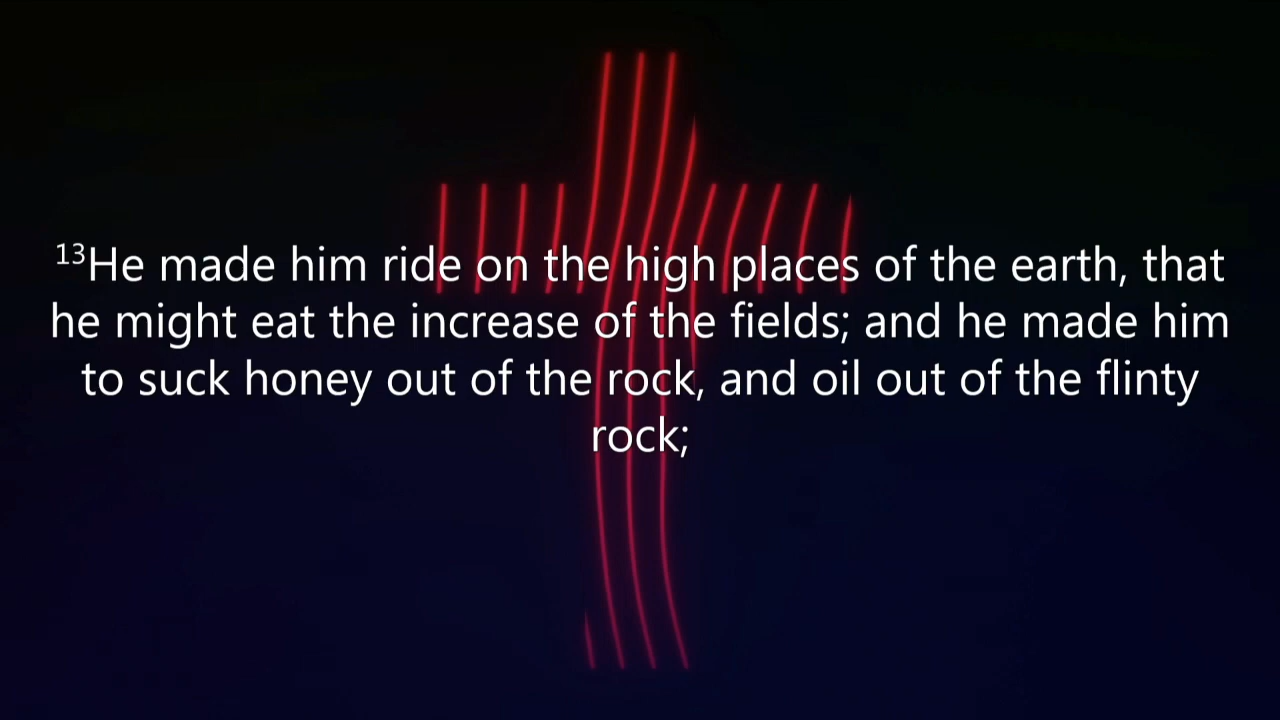 13He made him ride on the high places of the earth, that
he might eat the increase of the fields; and he made him
to suck honey out of the rock, and oil out of the flinty
rock;